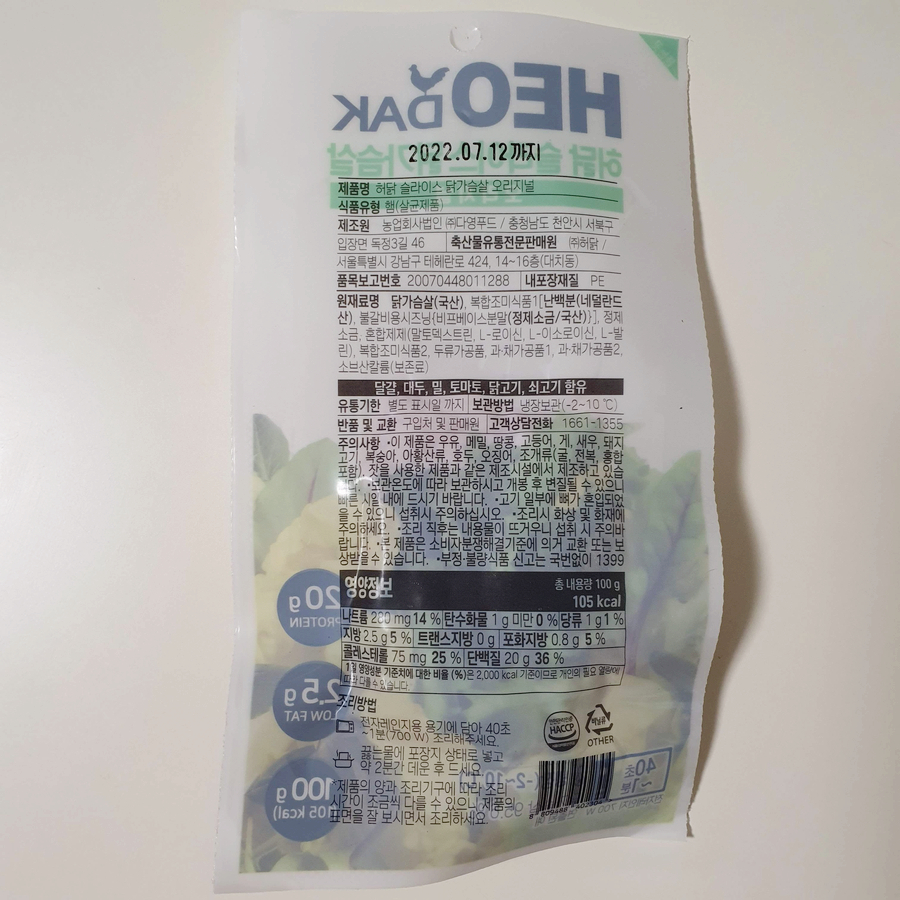 HEO DAK
2022.07.12까지
제품명 허닭 슬라이스 닭가슴살 오리지널
식품유형 햄(살균제품)
제조원 농업회사법인 ㈜다영푸드 / 충청남도 천안시 서북구
입장면 독정3길 46 축산물유통전문판매원 ㈜허닭 /
서울특별시 강남구 테헤란로 424, 14~16층(대치동)
품목보고번호 20070448011288 내포장재질 PE
원재료명 닭가슴살(국산), 복합조미식품1[난백분(네덜란드
산), 불갈비용시즈닝{비프베이스분말(정제소금/국산)}], 정제
소금, 혼합제제(말토덱스트린, L-로이신, L-이소로이신, L-발
린), 복합조미식품2, 두류가공품, 과·채가공품1, 과·채가공품2,
소브산칼륨(보존료)
달걀, 대두, 밀, 토마토, 닭고기, 쇠고기 함유
유통기한 별도 표시일 까지 보관방법 냉장보관(-2~10 ℃)
반품 및 교환 구입처 및 판매원 고객상담전화 1661-1355
주의사항 •이 제품은 우유, 메밀, 땅콩, 고등어, 게, 새우, 돼지
고기, 복숭아, 아황산류, 호두, 오징어, 조개류(굴, 전복, 홍합
포함), 잣을 사용한 제품과 같은 제조시설에서 제조하고 있습
니다. •보관온도에 따라 보관하시고 개봉 후 변질될 수 있으니
빠른 시일 내에 드시기 바랍니다. •고기 일부에 뼈가 혼입되었
을 수 있으니 섭취시 주의하십시오. •조리시 화상 및 화재에
주의하세요. •조리 직후는 내용물이 뜨거우니 섭취 시 주의바
랍니다. •본 제품은 소비자분쟁해결기준에 의거 교환 또는 보
상받을 수 있습니다. •부정·불량식품 신고는 국번없이 1399
영양정보 총 내용량 100 g
105 kcal
나트륨 280 mg 14 % 탄수화물 1 g 미만 0 % 당류 1 g 1 %
지방 2.5 g 5 % 트랜스지방 0 g 포화지방 0.8 g 5 %
콜레스테롤 75 mg 25 % 단백질 20 g 36 %
1일 영양성분 기준치에 대한 비율 (%)은 2,000 kcal 기준이므로 개인의 필요 열량에
따라 다를 수 있습니다.
조리방법
전자레인지용 용기에 담아 40초
~1분(700 W) 조리해주세요.
끓는물에 포장지 상태로 넣고
약 2분간 데운 후 드세요.
*제품의 양과 조리기구에 따라 조리
시간이 조금씩 다를 수 있으니 제품의
표면을 잘 보시면서 조리하세요.
HACCP
OTHER
20 g
PROTEIN
2.5 g
LOW FAT
100 g
(105 kcal)
40초
~1분